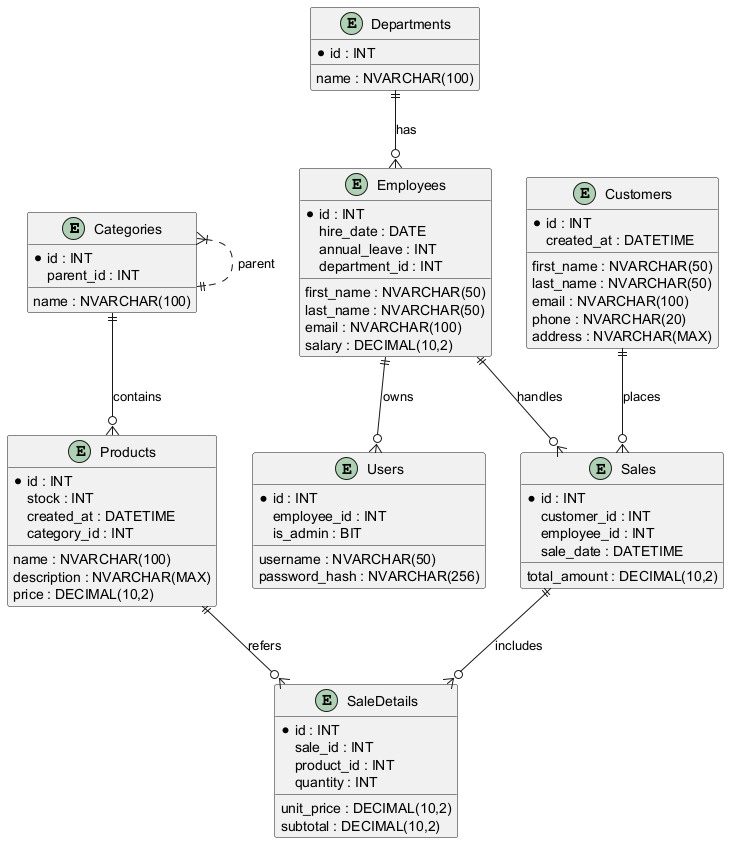 E Departments
* id : INT
name : NVARCHAR(100)
has
E Employees
* id : INT
hire_date : DATE
annual_leave : INT
department_id : INT
first_name : NVARCHAR(50)
last_name : NVARCHAR(50)
email : NVARCHAR(100)
salary : DECIMAL(10,2)
E Customers
* id : INT
created_at : DATETIME
first_name : NVARCHAR(50)
last_name : NVARCHAR(50)
email : NVARCHAR(100)
phone : NVARCHAR(20)
address : NVARCHAR(MAX)
E Categories
* id : INT
parent_id : INT
name : NVARCHAR(100)
parent
contains
owns
handles
places
E Products
* id : INT
stock : INT
created_at : DATETIME
category_id : INT
name : NVARCHAR(100)
description : NVARCHAR(MAX)
price : DECIMAL(10,2)
E Users
* id : INT
employee_id : INT
is_admin : BIT
username : NVARCHAR(50)
password_hash : NVARCHAR(256)
E Sales
* id : INT
customer_id : INT
employee_id : INT
sale_date : DATETIME
total_amount : DECIMAL(10,2)
refers
includes
E SaleDetails
* id : INT
sale_id : INT
product_id : INT
quantity : INT
unit_price : DECIMAL(10,2)
subtotal : DECIMAL(10,2)